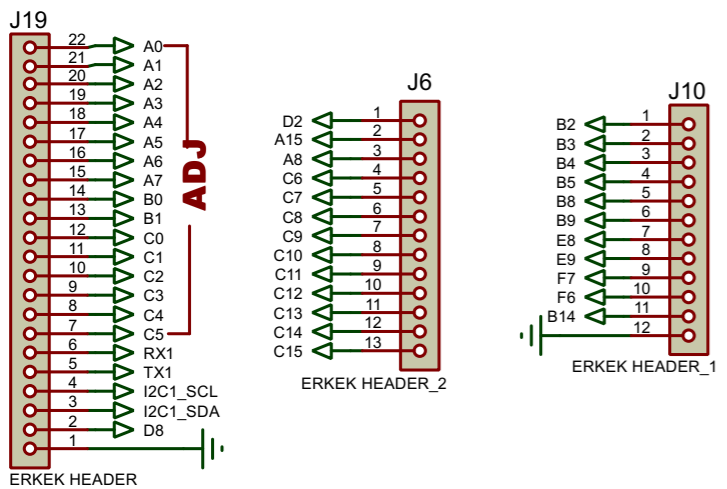 J19
22 A0
21 A1
20 A2
19 A3
18 A4
17 A5
16 A6
15 A7
14 B0
13 B1
12 C0
11 C1
10 C2
9 C3
8 C4
7 C5
6 RX1
5 TX1
4 I2C1_SCL
3 I2C1_SDA
2 D8
1
ADJ
ERKEK HEADER
J6
D2 1
A15 2
A8 3
C6 4
C7 5
C8 6
C9 7
C10 8
C11 9
C12 10
C13 11
C14 12
C15 13
ERKEK HEADER_2
J10
B2 1
B3 2
B4 3
B5 4
B8 5
B9 6
E8 7
E9 8
F7 9
F6 10
B14 11
12
ERKEK HEADER_1